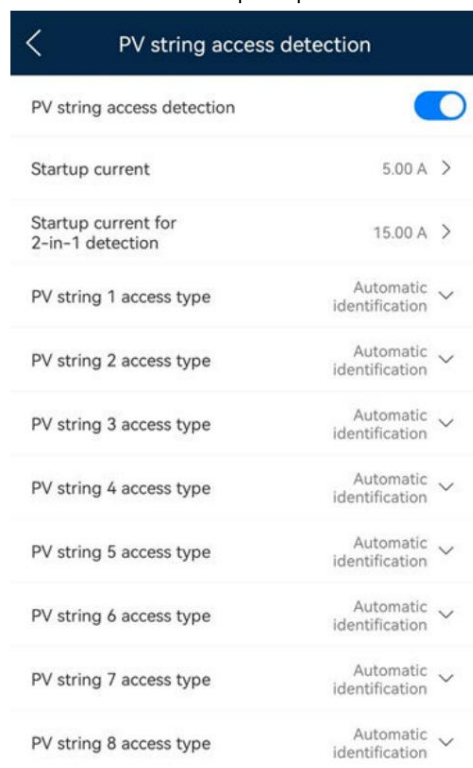 PV string access detection
PV string access detection
Startup current 5.00 A
Startup current for
2-in-1 detection 15.00 A
PV string 1 access type Automatic
identification
PV string 2 access type Automatic
identification
PV string 3 access type Automatic
identification
PV string 4 access type Automatic
identification
PV string 5 access type Automatic
identification
PV string 6 access type Automatic
identification
PV string 7 access type Automatic
identification
PV string 8 access type Automatic
identification